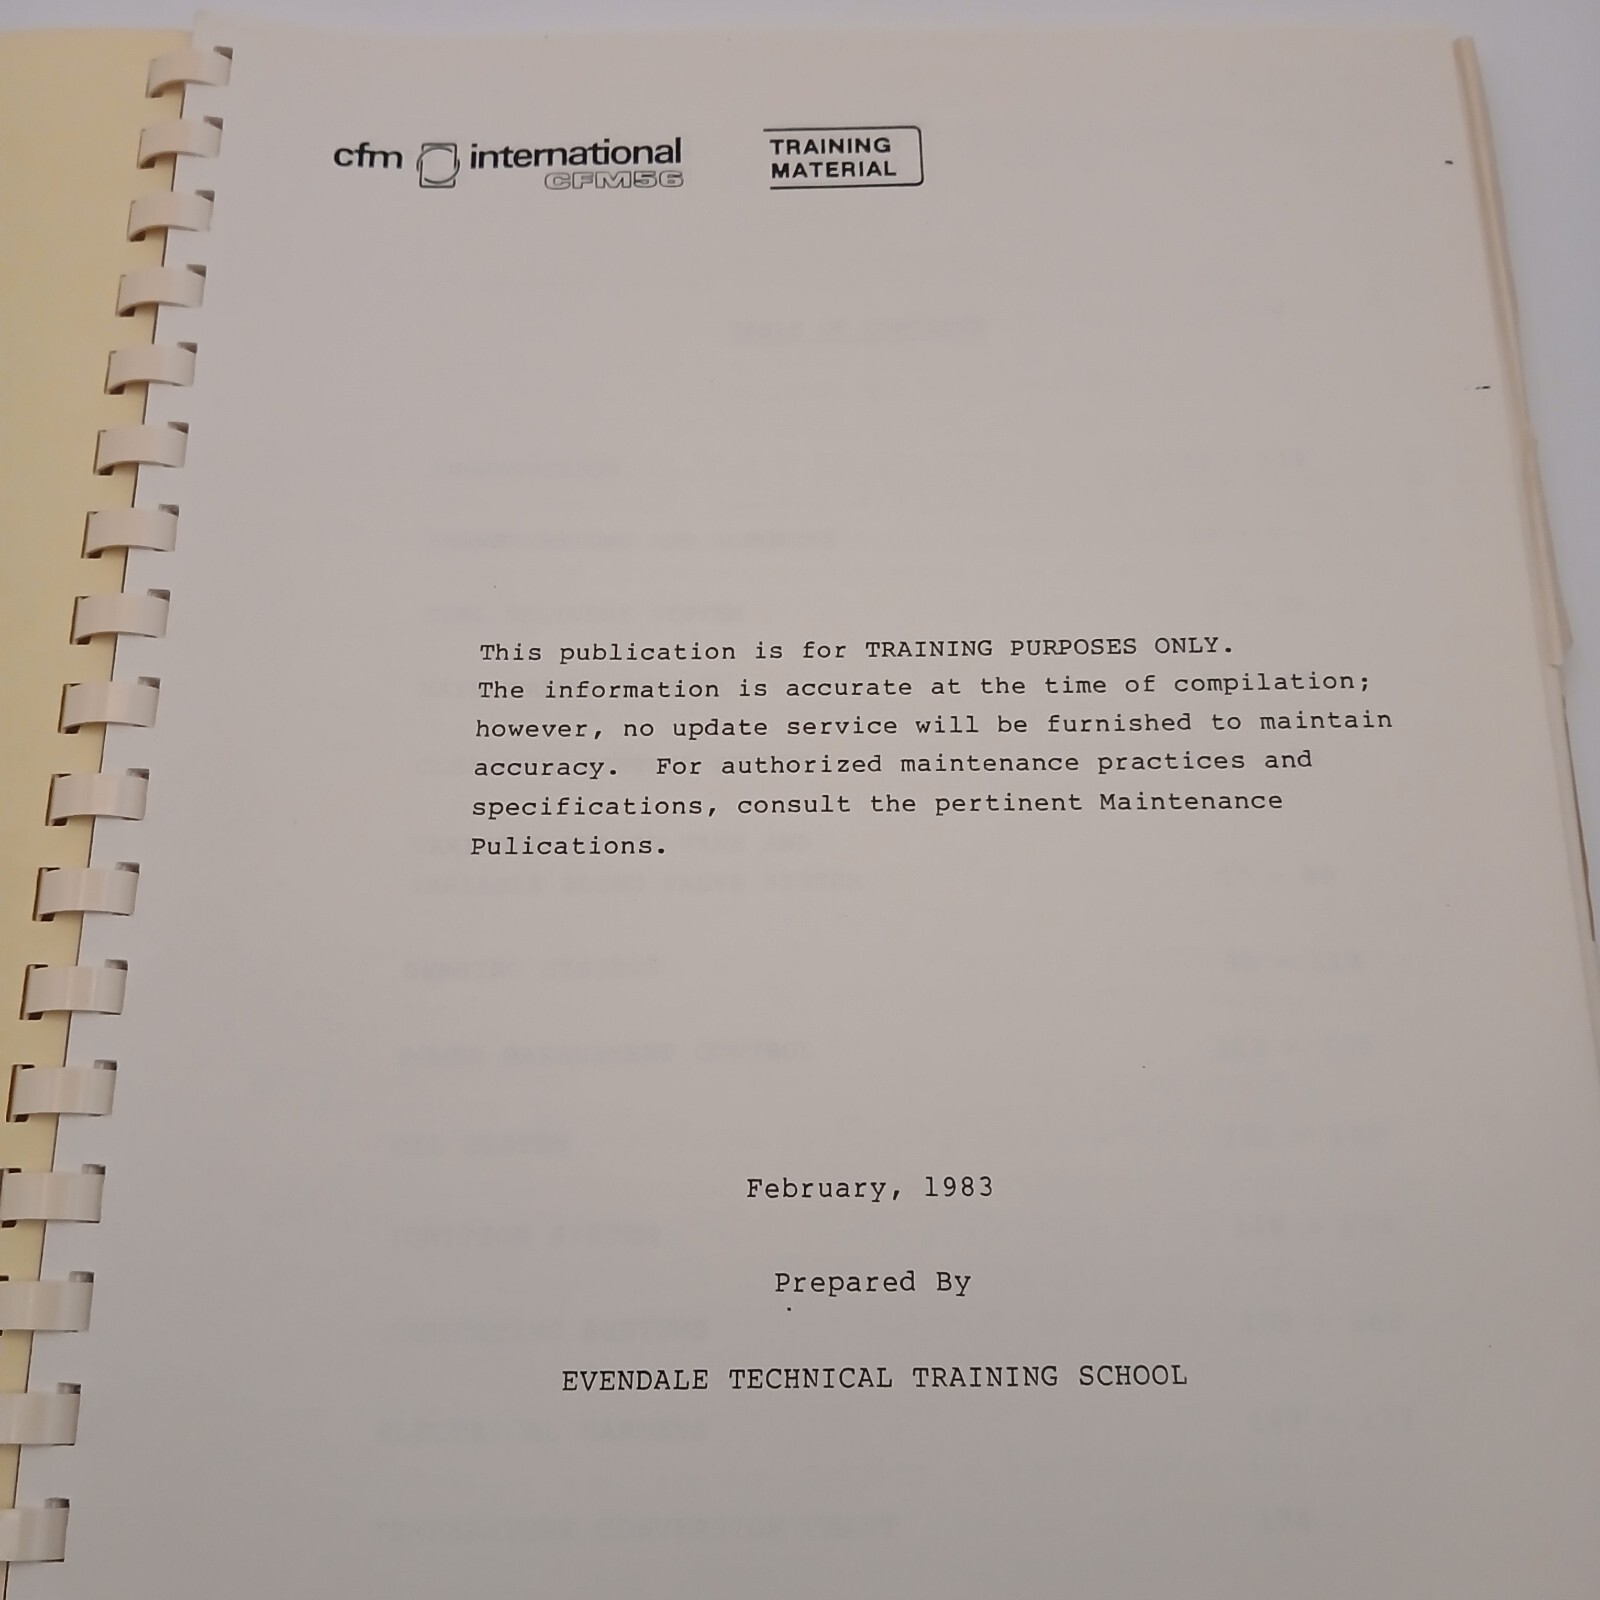 cfm international
CFM56
TRAINING
MATERIAL
This publication is for TRAINING PURPOSES ONLY.
The information is accurate at the time of compilation;
however, no update service will be furnished to maintain
accuracy. For authorized maintenance practices and
specifications, consult the pertinent Maintenance
Pulications.
February, 1983
Prepared By
EVENDALE TECHNICAL TRAINING SCHOOL